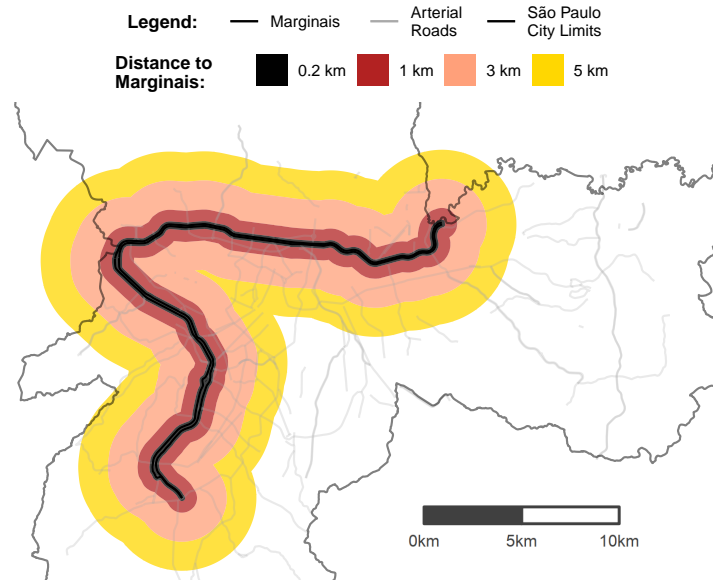 Legend: Marginais Arterial Roads São Paulo City Limits
Distance to Marginais: 0.2 km 1 km 3 km 5 km
0km 5km 10km